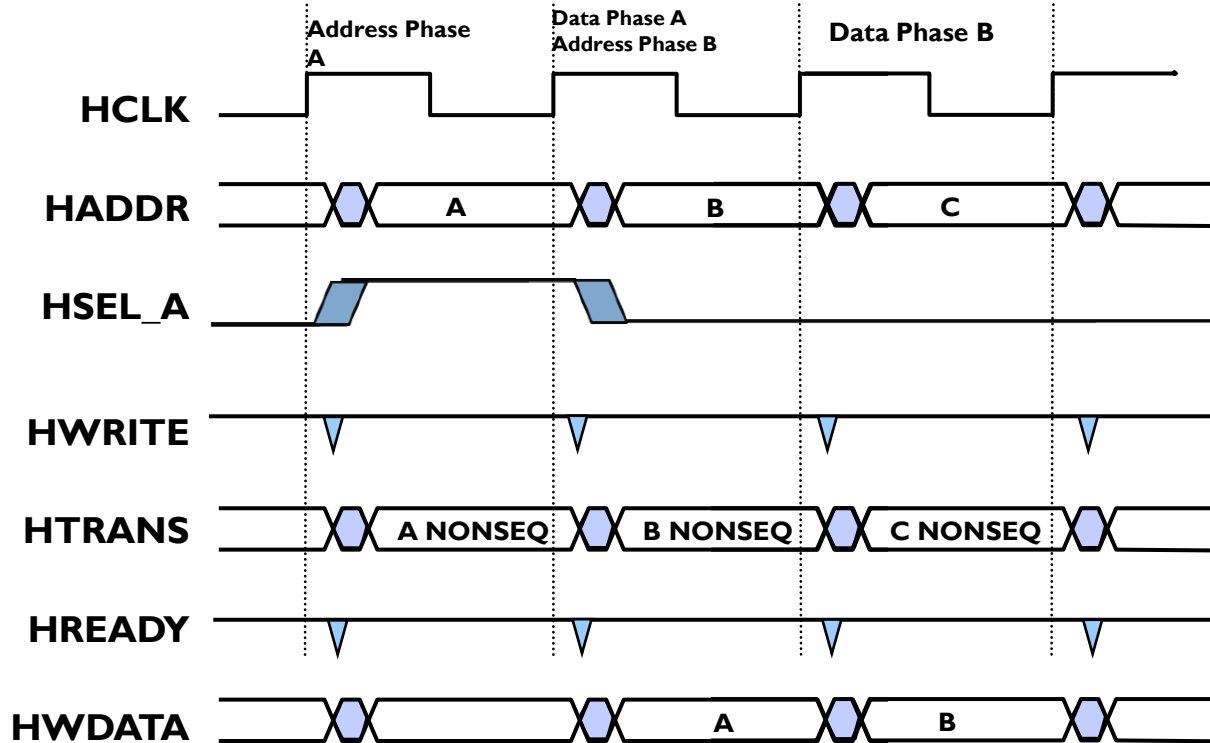 Address Phase
A
Data Phase A
Address Phase B
Data Phase B
HCLK
HADDR
A
B
C
HSEL_A
HWRITE
HTRANS
A NONSEQ
B NONSEQ
C NONSEQ
HREADY
HWDATA
A
B